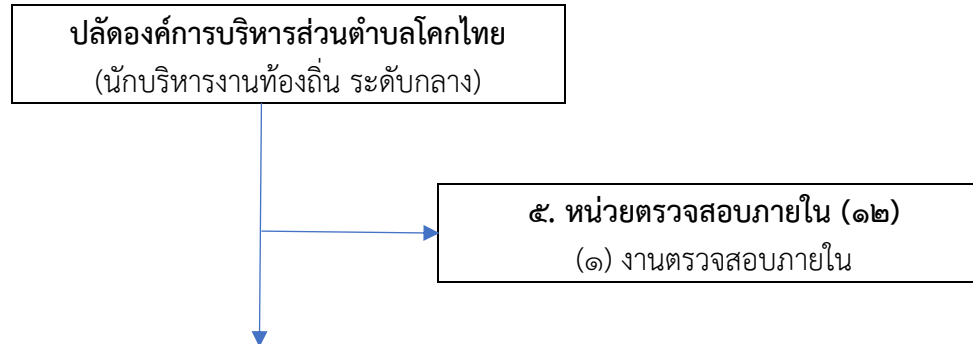 ปลัดองค์การบริหารส่วนตำบลโคกไทย
(นักบริหารงานท้องถิ่น ระดับกลาง)
๕. หน่วยตรวจสอบภายใน (๑๒)
(๑) งานตรวจสอบภายใน